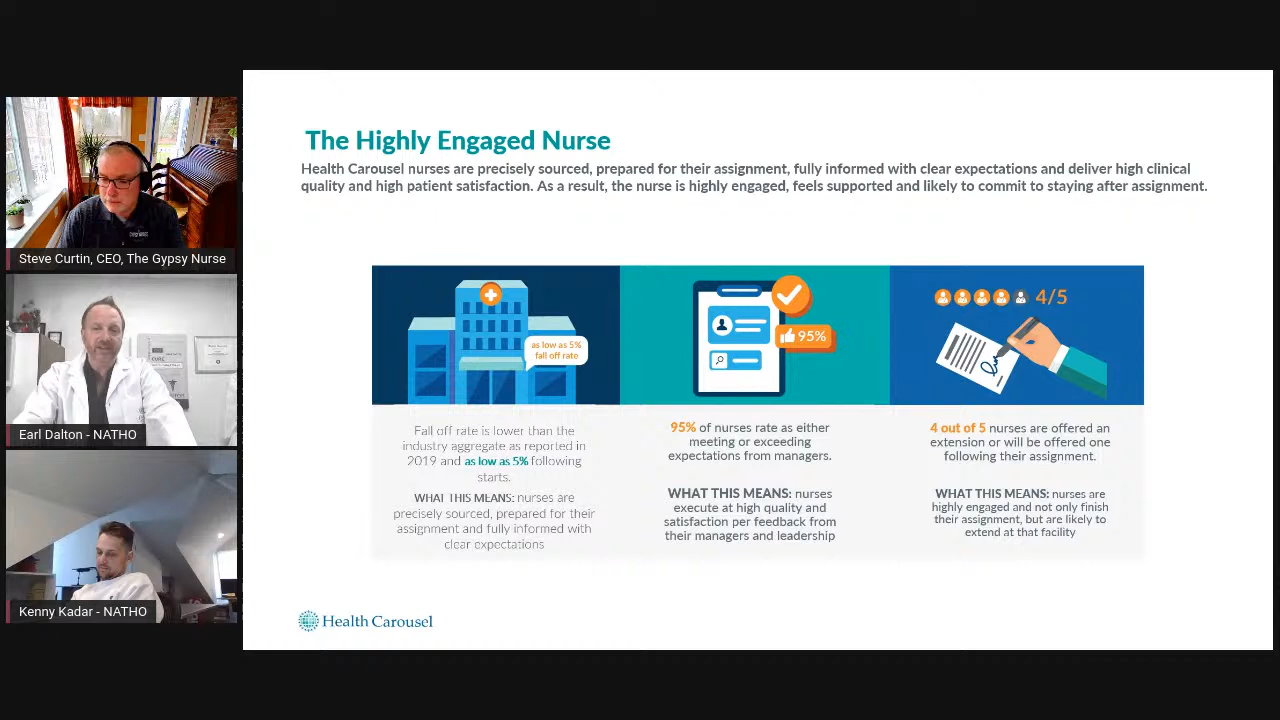 Steve Curtin, CEO, The Gypsy Nurse
Earl Dalton - NATHO
Kenny Kadar - NATHO
The Highly Engaged Nurse
Health Carousel nurses are precisely sourced, prepared for their assignment, fully informed with clear expectations and deliver high clinical
quality and high patient satisfaction. As a result, the nurse is highly engaged, feels supported and likely to commit to staying after assignment.
as low as 5%
fall off rate
Fall off rate is lower than the
industry aggregate as reported in
2019 and as low as 5% following
starts.
WHAT THIS MEANS: nurses are
precisely sourced, prepared for their
assignment and fully informed with
clear expectations
95%
95% of nurses rate as either
meeting or exceeding
expectations from managers.
WHAT THIS MEANS: nurses
execute at high quality and
satisfaction per feedback from
their managers and leadership
4/5
4 out of 5 nurses are offered an
extension or will be offered one
following their assignment.
WHAT THIS MEANS: nurses are
highly engaged and not only finish
their assignment, but are likely to
extend at that facility
Health Carousel